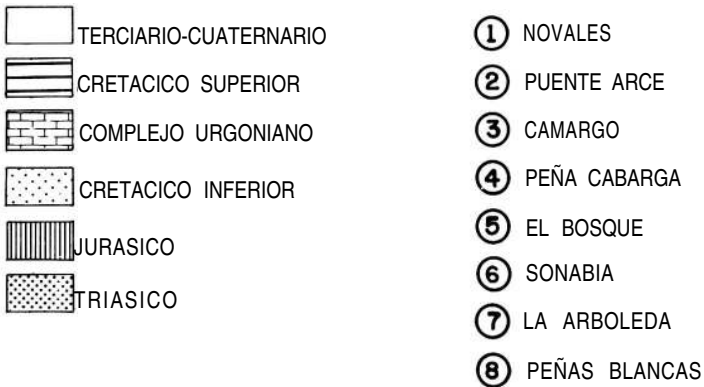 TERCIARIO-CUATERNARIO
CRETACICO SUPERIOR
COMPLEJO URGONIANO
CRETACICO INFERIOR
JURASICO
TRIASICO
1 NOVALES
2 PUENTE ARCE
3 CAMARGO
4 PEÑA CABARGA
5 EL BOSQUE
6 SONABIA
7 LA ARBOLEDA
8 PEÑAS BLANCAS